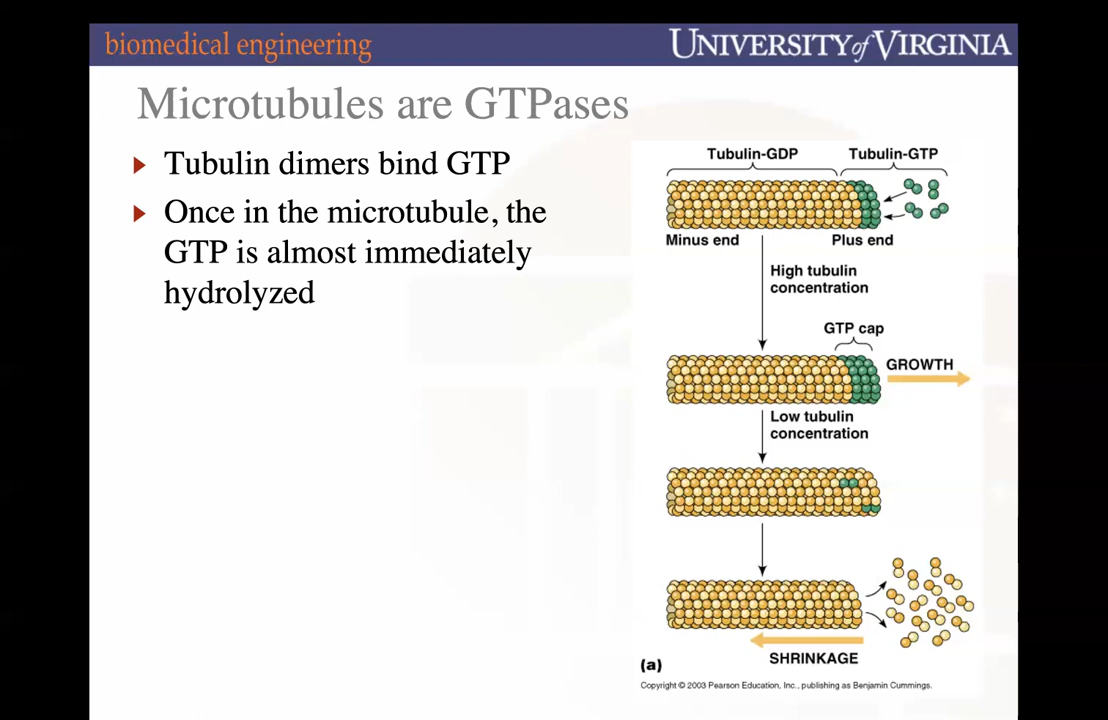 biomedical engineering
UNIVERSITY of VIRGINIA
Microtubules are GTPases
Tubulin dimers bind GTP
Once in the microtubule, the
GTP is almost immediately
hydrolyzed
Tubulin-GDP
Tubulin-GTP
Minus end
Plus end
High tubulin
concentration
GTP cap
GROWTH
Low tubulin
concentration
SHRINKAGE
(a)
Copyright © 2003 Pearson Education, Inc., publishing as Benjamin Cummings.